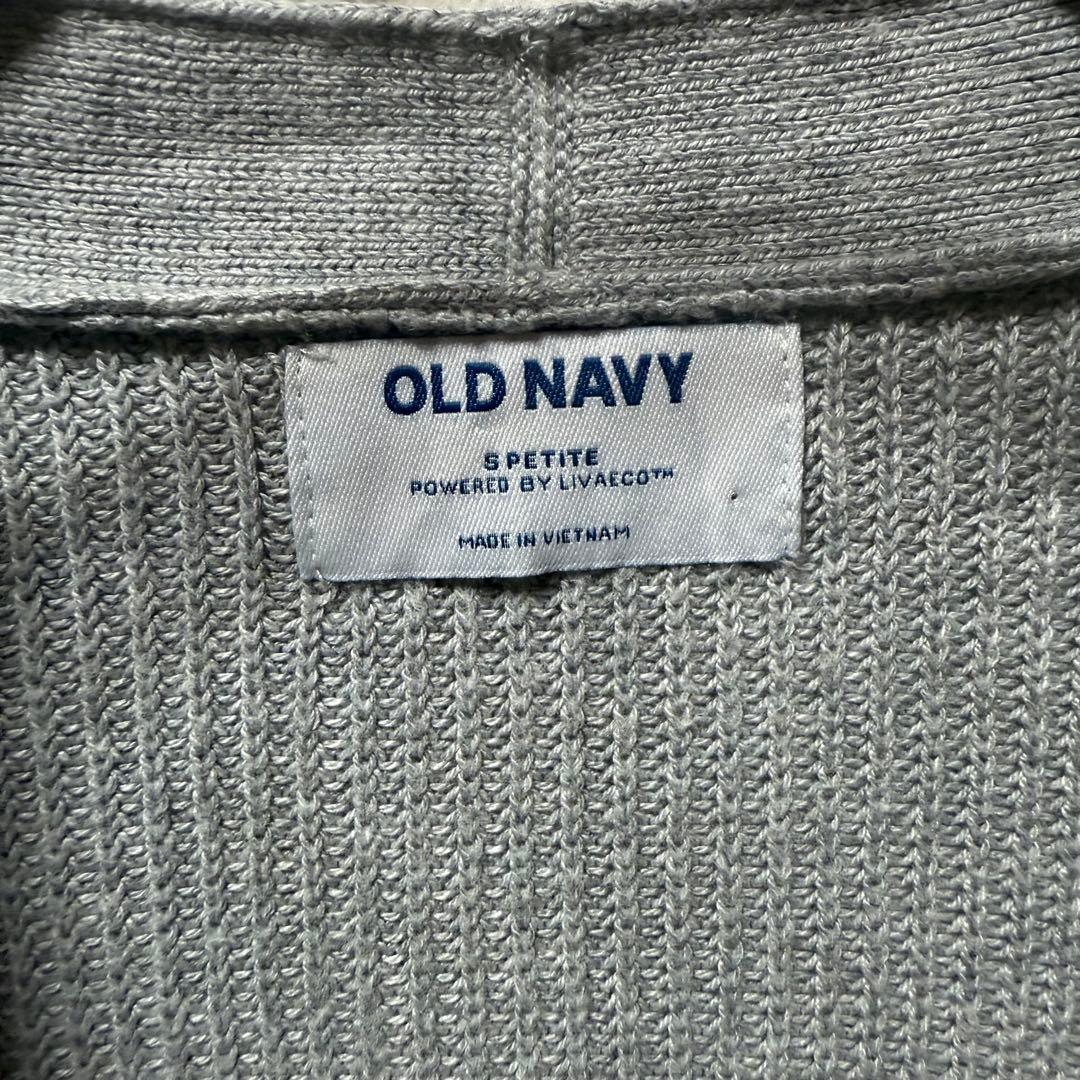 OLD NAVY
S PETITE
POWERED BY LIVAECO™
MADE IN VIETNAM